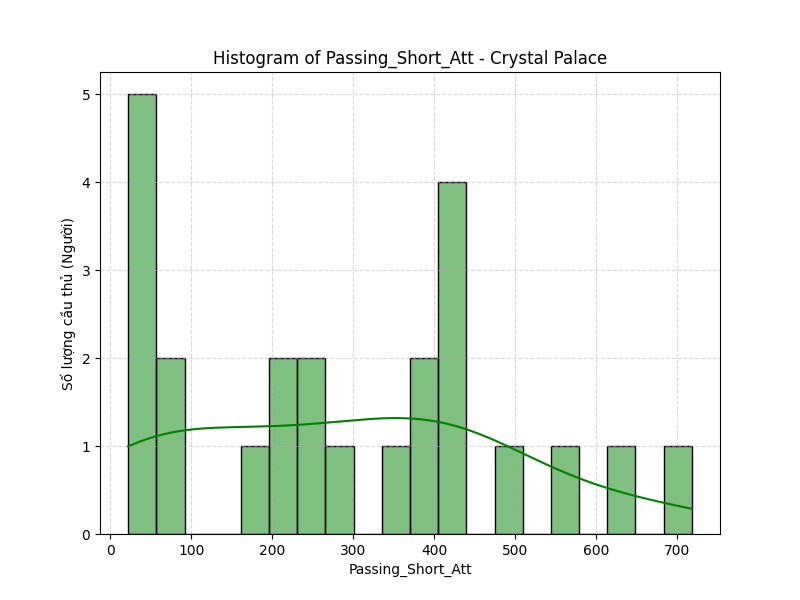 Histogram of Passing_Short_Att - Crystal Palace
Số lượng cầu thủ (Người)
5
4
3
2
1
0
0 100 200 300 400 500 600 700
Passing_Short_Att